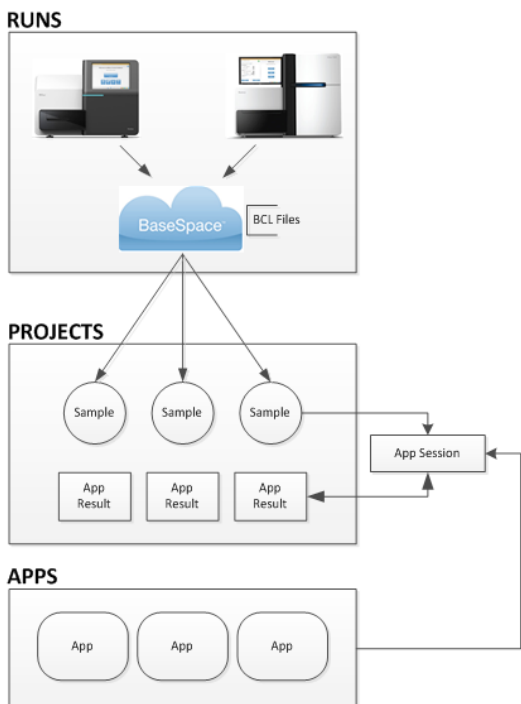 RUNS
BaseSpace™
BCL Files
PROJECTS
Sample
Sample
Sample
App Session
App
Result
App
Result
App
Result
APPS
App
App
App